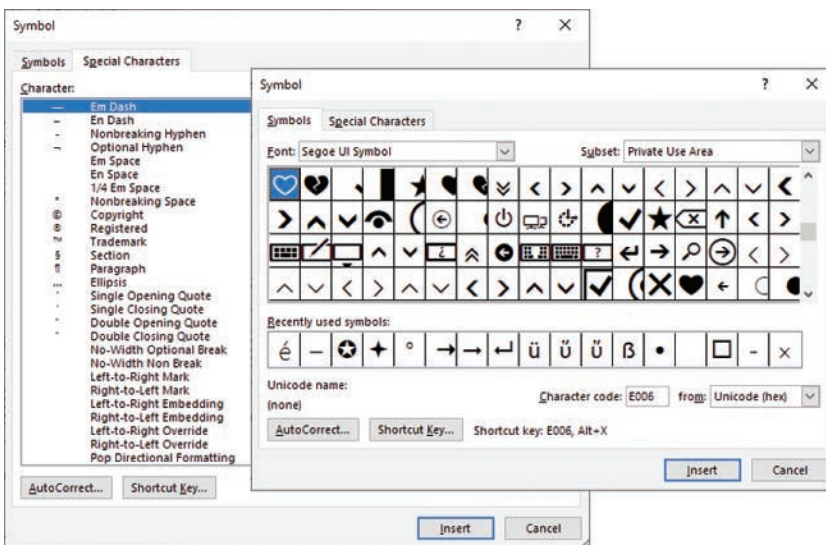 Symbol ? ×
Symbols Special Characters
Character:
— Em Dash
– En Dash
- Nonbreaking Hyphen
¬ Optional Hyphen
Em Space
En Space
1/4 Em Space
° Nonbreaking Space
© Copyright
® Registered
™ Trademark
§ Section
¶ Paragraph
… Ellipsis
‘ Single Opening Quote
’ Single Closing Quote
“ Double Opening Quote
” Double Closing Quote
No-Width Optional Break
No-Width Non Break
Left-to-Right Mark
Right-to-Left Mark
Left-to-Right Embedding
Right-to-Left Embedding
Left-to-Right Override
Right-to-Left Override
Pop Directional Formatting
AutoCorrect... Shortcut Key...
Insert Cancel
Symbol ? ×
Symbols Special Characters
Font: Segoe UI Symbol Subset: Private Use Area
Recently used symbols:
é – ✪ ✦ ° → → ↵ ü ű ű ß • □ - ×
Unicode name:
(none)
Character code: E006 from: Unicode (hex)
AutoCorrect... Shortcut Key... Shortcut key: E006, Alt+X
Insert Cancel